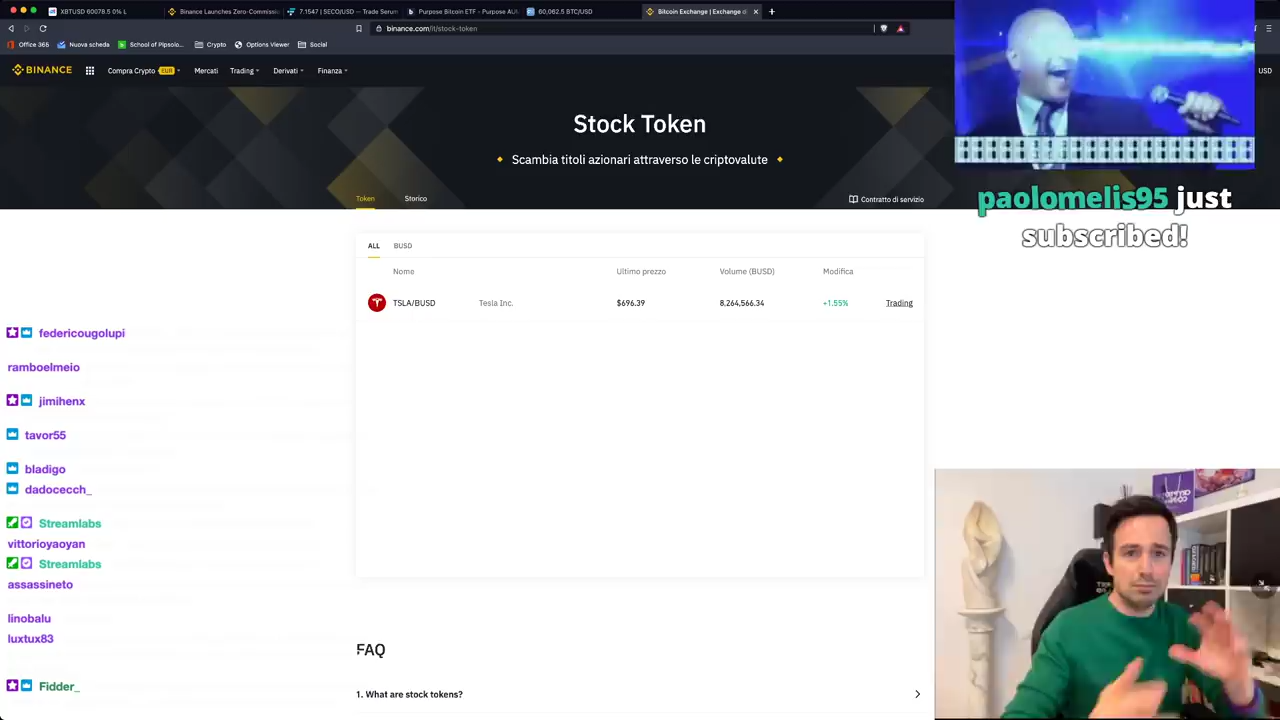 XBTUSD 60078.5 0% L
Binance Launches Zero-Commissio
7.1547 | SECO/USD — Trade Serum
Purpose Bitcoin ETF - Purpose
60,062.5 BTC/USD
Bitcoin Exchange | Exchange d
binance.com/it/stock-token
Office 365
Nuova scheda
School of Pipsolo...
Crypto
Options Viewer
Social
BINANCE
Compra Crypto EUR
Mercati
Trading
Derivati
Finanza
USD
Stock Token
Scambia titoli azionari attraverso le criptovalute
Token
Storico
Contratto di servizio
paolomelis95 just
subscribed!
ALL
BUSD
Nome
Ultimo prezzo
Volume (BUSD)
Modifica
TSLA/BUSD
Tesla Inc.
$696.39
8,264,566.34
+1.55%
Trading
federicougolupi
ramboelmeio
jimihenx
tavor55
bladigo
dadocecch_
Streamlabs
vittorioyaoyan
Streamlabs
assassineto
linobalu
luxtux83
Fidder_
FAQ
1. What are stock tokens?